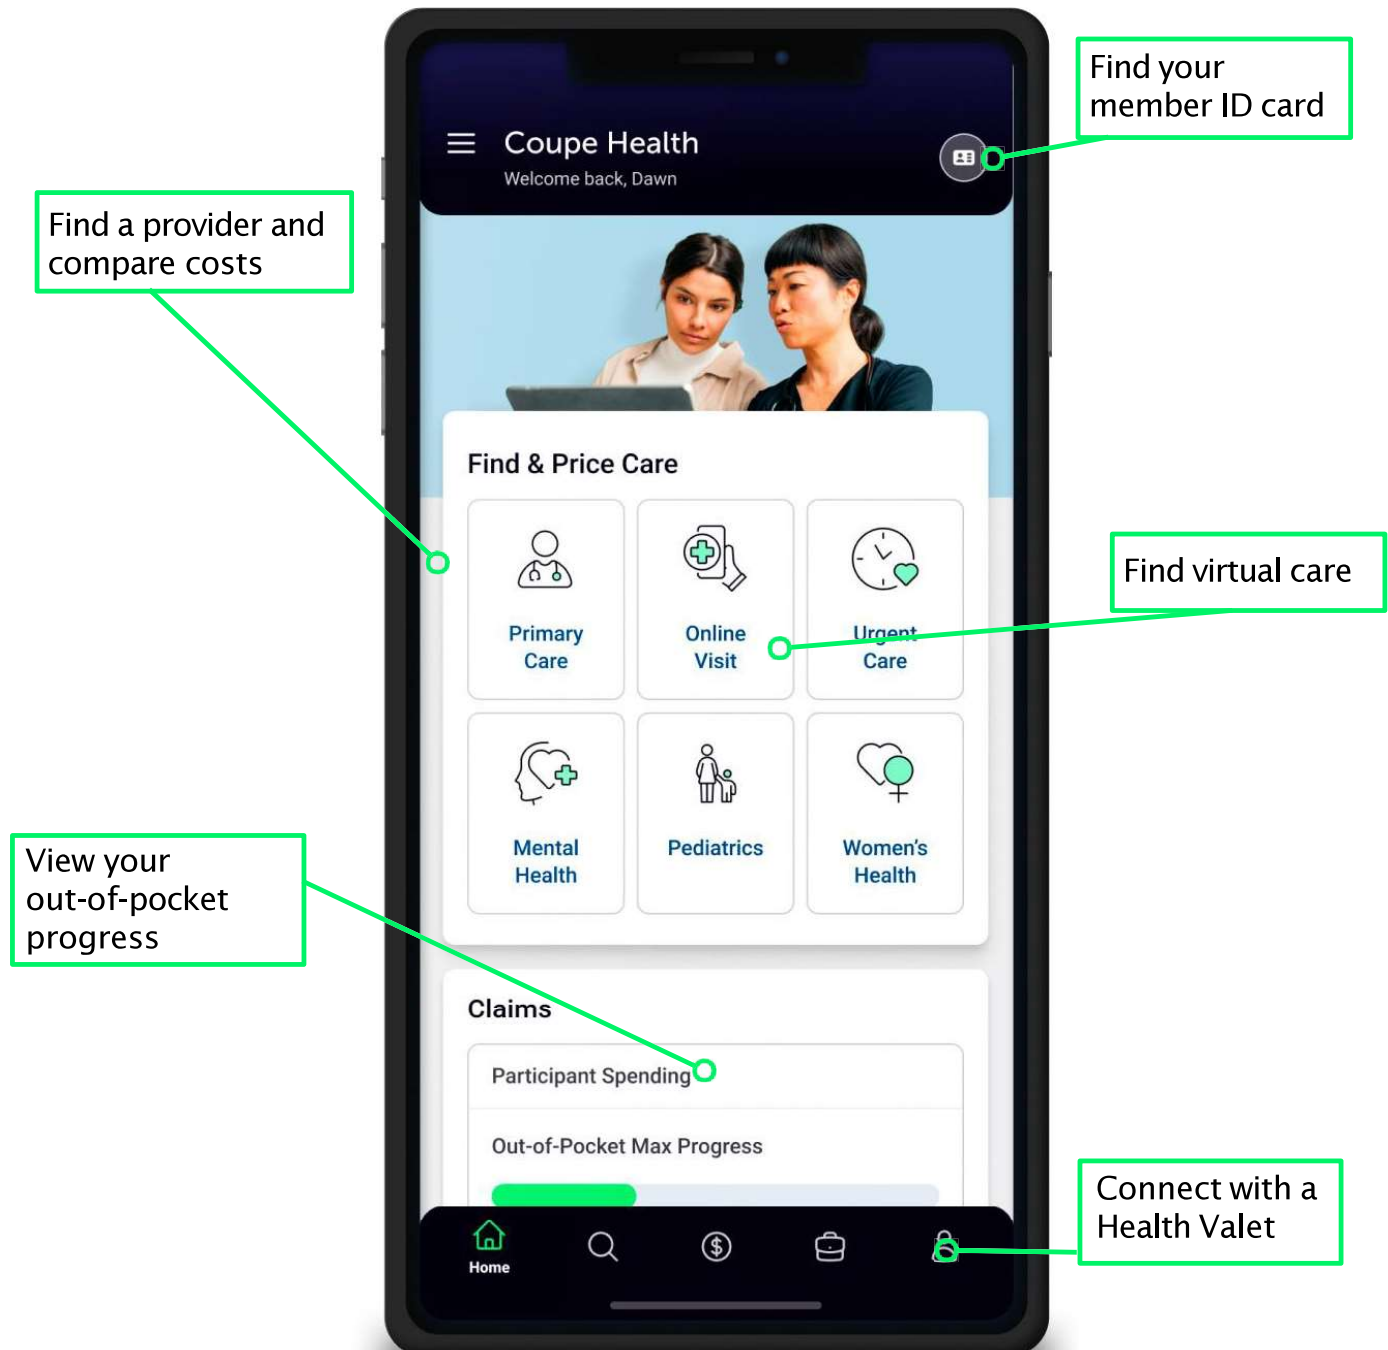 Find your
member ID card
Coupe Health
Welcome back, Dawn
Find a provider and
compare costs
Find & Price Care
Primary
Care
Online
Visit
Urgent
Care
Find virtual care
Mental
Health
Pediatrics
Women's
Health
View your
out-of-pocket
progress
Claims
Participant Spending
Out-of-Pocket Max Progress
Connect with a
Health Valet
Home